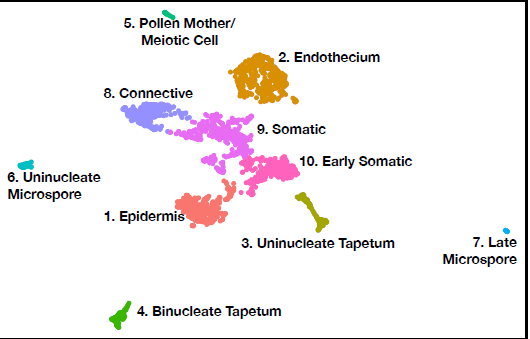 5. Pollen Mother/
Meiotic Cell
2. Endothecium
8. Connective
9. Somatic
10. Early Somatic
6. Uninucleate
Microspore
1. Epidermis
3. Uninucleate Tapetum
7. Late
Microspore
4. Binucleate Tapetum